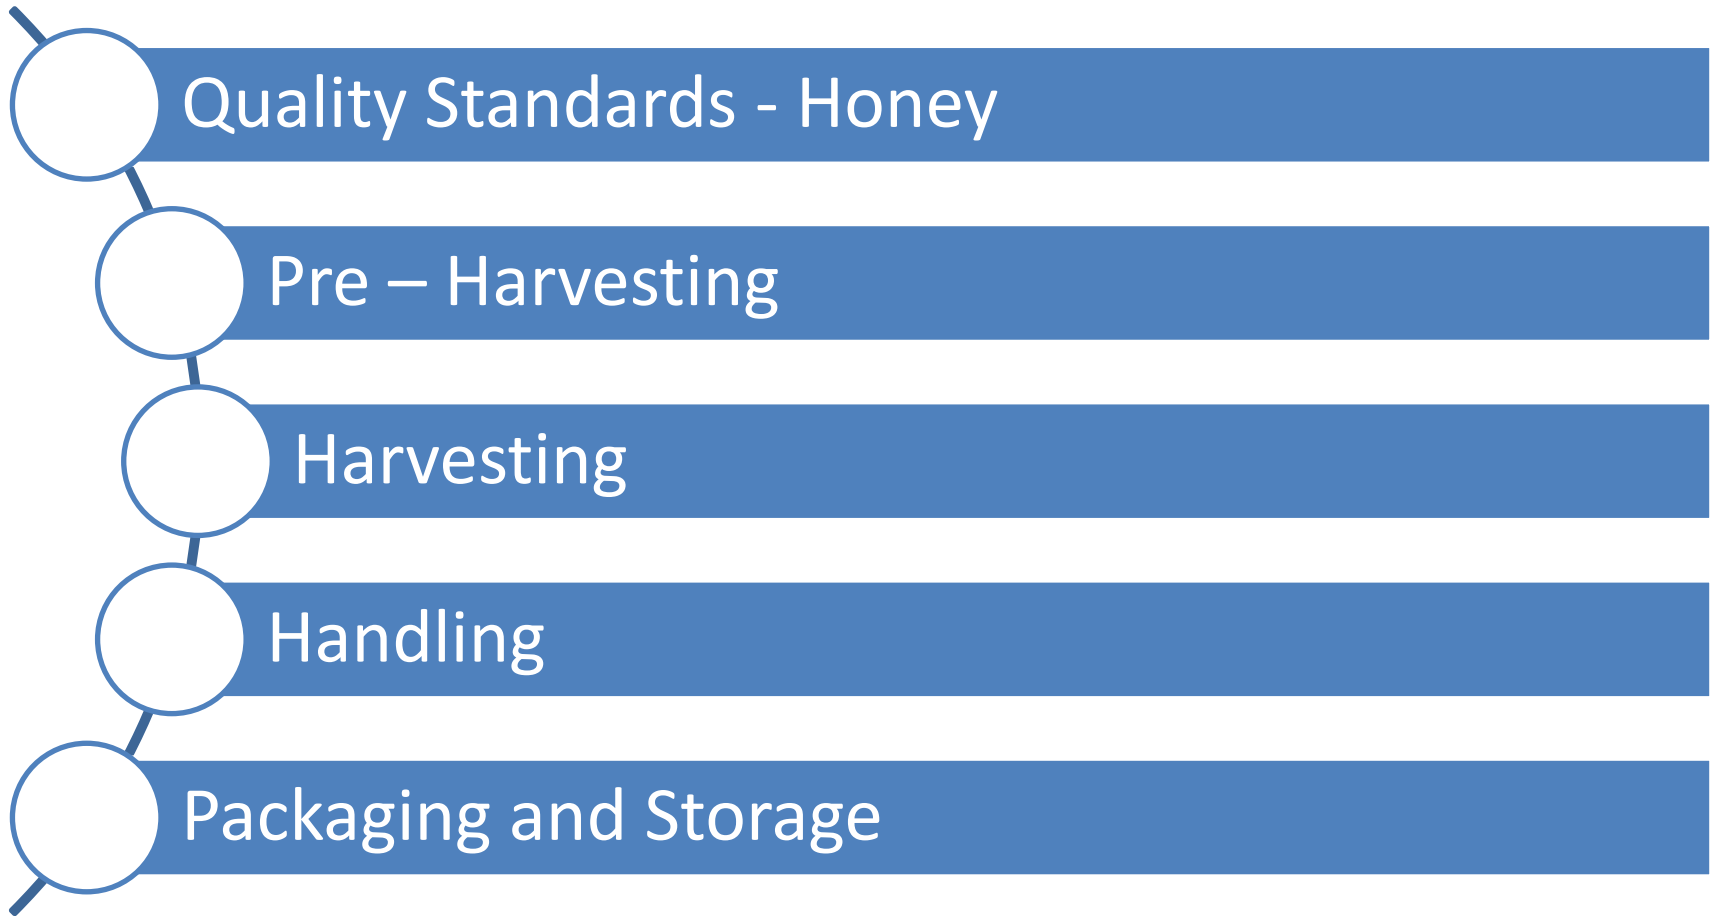 Quality Standards - Honey
Pre – Harvesting
Harvesting
Handling
Packaging and Storage